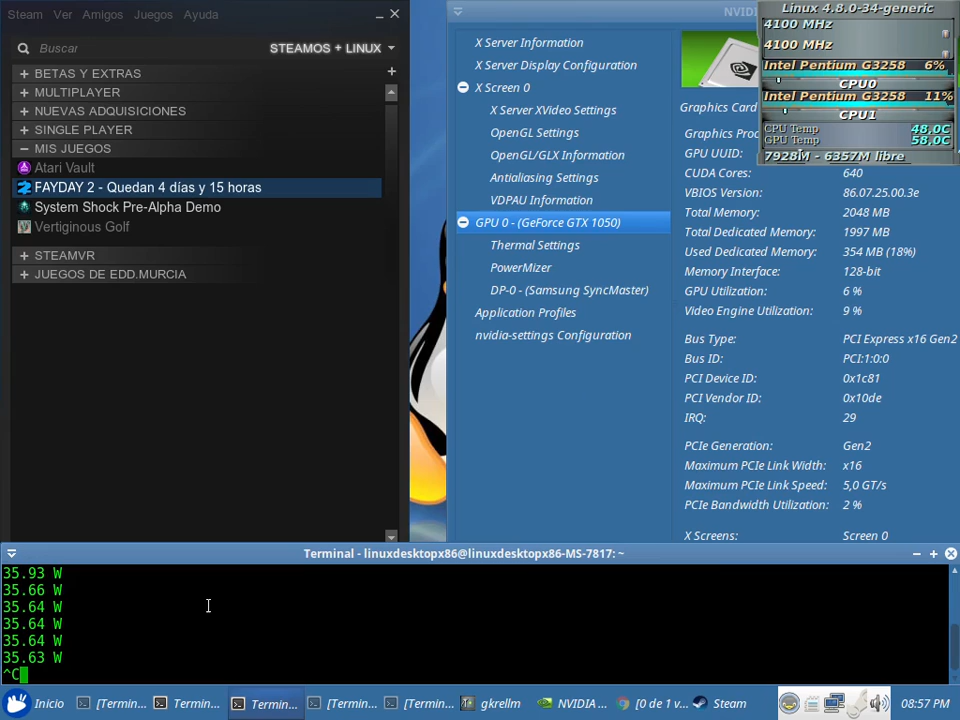 Steam Ver Amigos Juegos Ayuda
Buscar
STEAMOS + LINUX
BETAS Y EXTRAS
MULTIPLAYER
NUEVAS ADQUISICIONES
SINGLE PLAYER
MIS JUEGOS
Atari Vault
FAYDAY 2 - Quedan 4 días y 15 horas
System Shock Pre-Alpha Demo
Vertiginous Golf
STEAMVR
JUEGOS DE EDD.MURCIA
NVIDI
X Server Information
X Server Display Configuration
X Screen 0
X Server XVideo Settings
OpenGL Settings
OpenGL/GLX Information
Antialiasing Settings
VDPAU Information
GPU 0 - (GeForce GTX 1050)
Thermal Settings
PowerMizer
DP-0 - (Samsung SyncMaster)
Application Profiles
nvidia-settings Configuration
Graphics Card
Graphics Proc
GPU UUID:
CUDA Cores: 640
VBIOS Version: 86.07.25.00.3e
Total Memory: 2048 MB
Total Dedicated Memory: 1997 MB
Used Dedicated Memory: 354 MB (18%)
Memory Interface: 128-bit
GPU Utilization: 6 %
Video Engine Utilization: 9 %
Bus Type: PCI Express x16 Gen2
Bus ID: PCI:1:0:0
PCI Device ID: 0x1c81
PCI Vendor ID: 0x10de
IRQ: 29
PCIe Generation: Gen2
Maximum PCIe Link Width: x16
Maximum PCIe Link Speed: 5,0 GT/s
PCIe Bandwidth Utilization: 2 %
X Screens: Screen 0
Linux 4.8.0-34-generic
4100 MHz
4100 MHz
Intel Pentium G3258 6%
CPU0
Intel Pentium G3258 11%
CPU1
CPU Temp 48.0C
GPU Temp 58.0C
7928M - 6357M libre
Terminal - linuxdesktopx86@linuxdesktopx86-MS-7817: ~
35.93 W
35.66 W
35.64 W
35.64 W
35.64 W
35.63 W
^C
Inicio
[Termin...
Termin...
Termin...
[Termin...
[Termin...
gkrellm
NVIDIA ...
[0 de 1 v...
Steam
08:57 PM